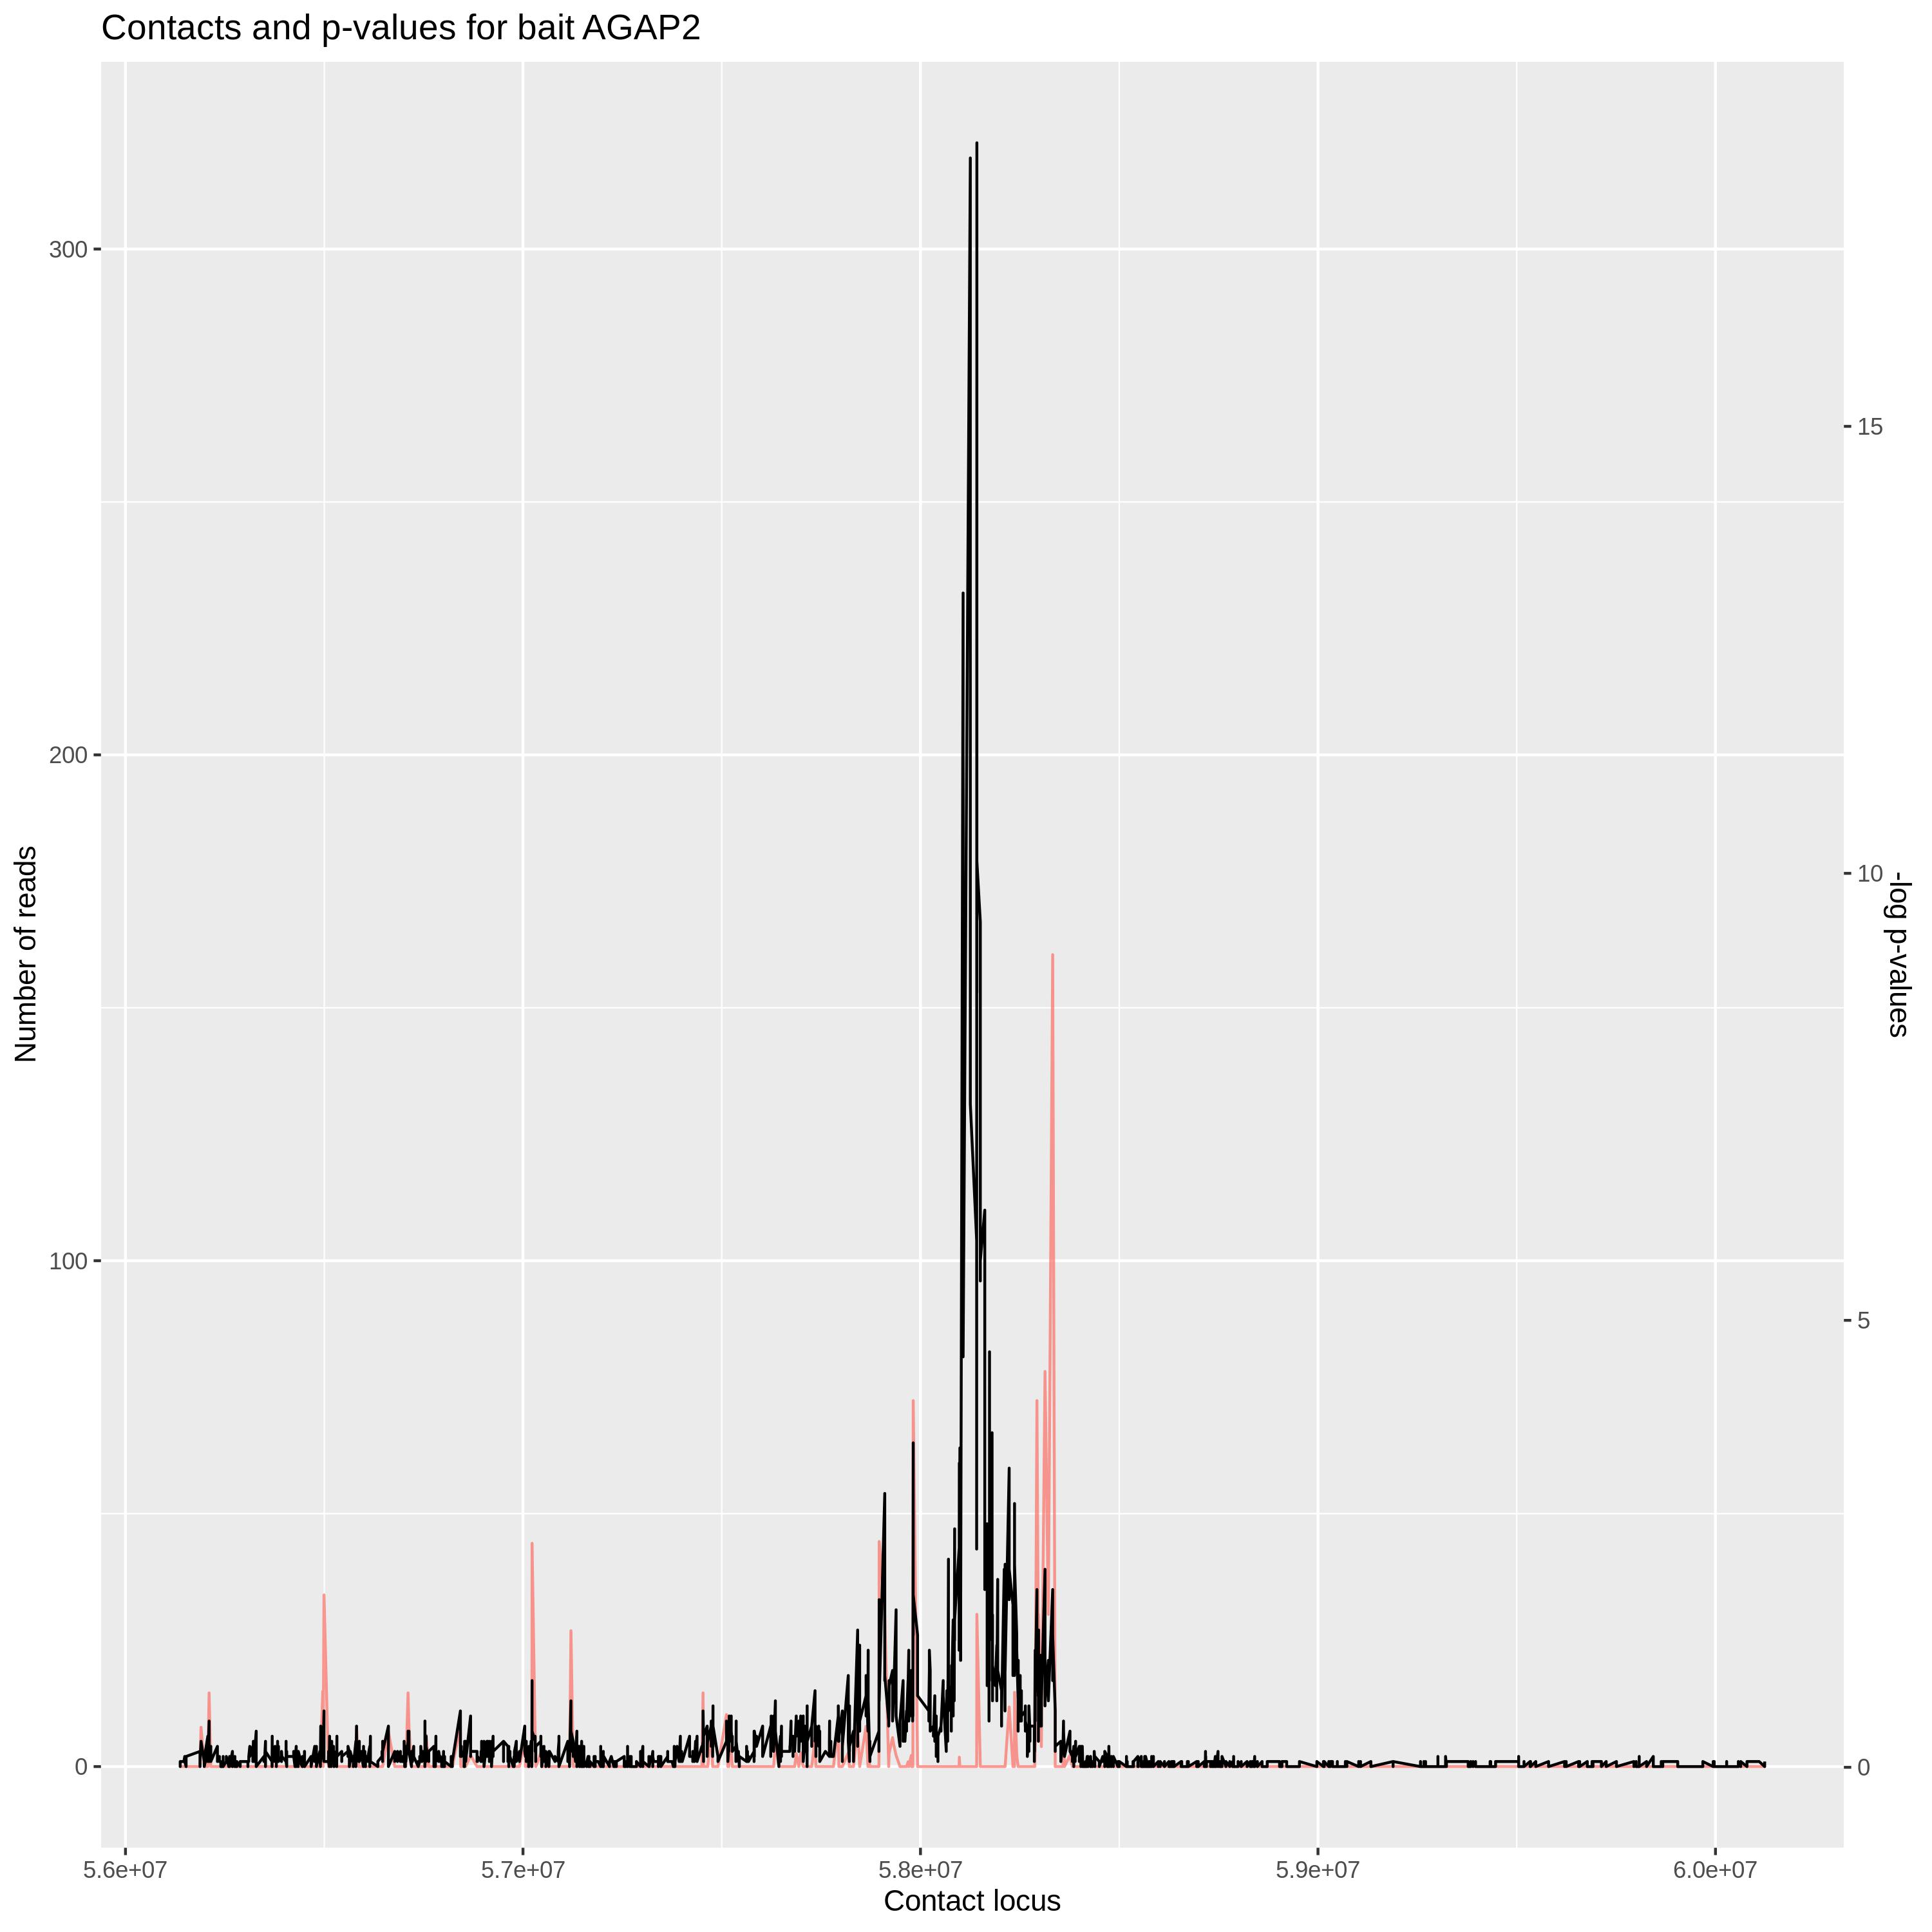 Contacts and p-values for bait AGAP2
300
200
100
0
Number of reads
15
10
5
0
-log p-values
5.6e+07 5.7e+07 5.8e+07 5.9e+07 6.0e+07
Contact locus